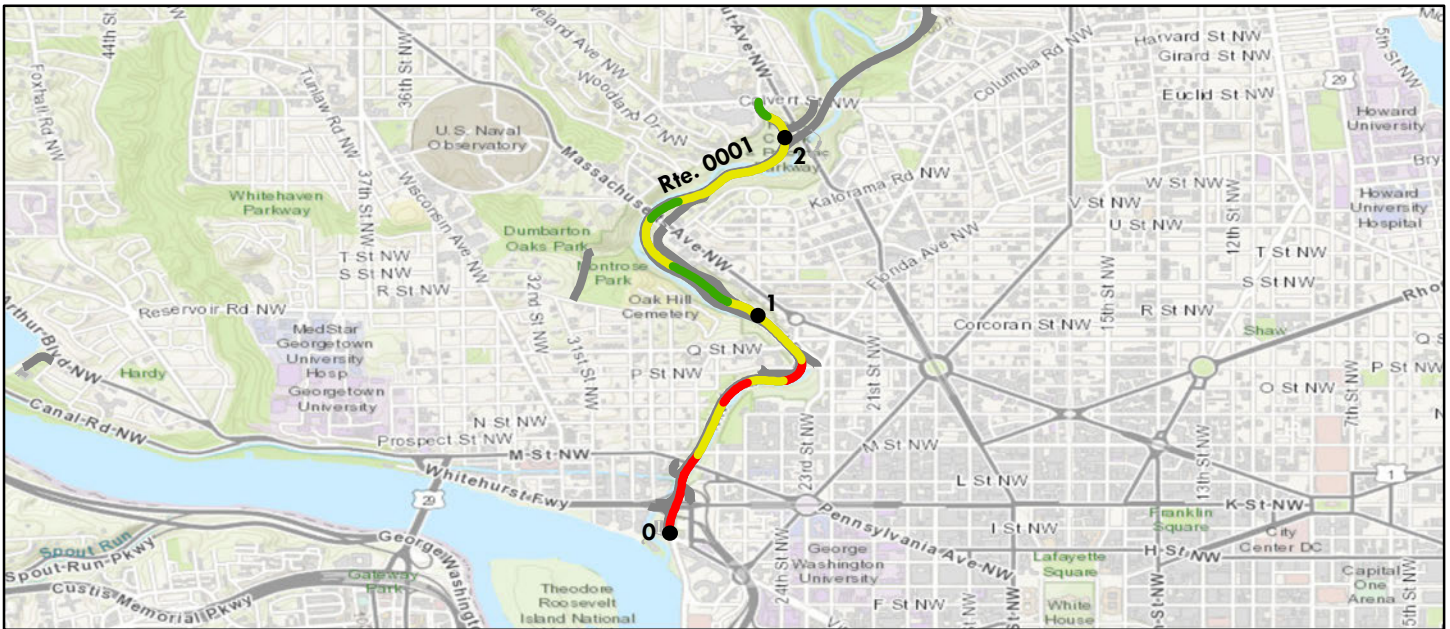 44th St
Foxhall Rd NW
Tunlaw Rd NW
36th St NW
37th St NW
Woodland Dr NW
Calvert St NW
Columbia Rd NW
Harvard St NW
Girard St NW
29
5th St NW
Euclid St NW
Howard
University
U.S. Naval
Observatory
Massachusetts Ave-NW
Rte. 0001
2
Parkway
Kalorama Rd NW
W St NW
V St NW
U St NW
12th St NW
Howard
University
Hospital
Whitehaven
Parkway
Wisconsin Ave NW
Dumbarton
Oaks Park
Montrose
Park
T St NW
S St NW
R St NW
32nd St NW
Florida Ave NW
T St NW
S St NW
15th St NW
R St NW
Reservoir Rd NW
Oak Hill
Cemetery
1
Corcoran St NW
Shaw
Arthur-Blvd-NW
MedStar
Georgetown
University
Hosp
Georgetown
University
Hardy
Q St NW
P St NW
31st St NW
21st St NW
O St NW
P St NW
7th St NW
Canal-Rd-NW
N St NW
Prospect St NW
M-St-NW
23rd St NW
M St NW
L St NW
13th St NW
1
Whitehurst-Fwy
29
K-St-NW
0
Pennsylvania-Ave-NW
I St NW
Franklin
Square
City
Center DC
Spout Run
Spout-Run-Pkwy
Gateway
Park
Custis-Memorial-Pkwy
Theodore
Roosevelt
Island National
24th St NW
George
Washington
University
F St NW
Lafayette
Square
White
House
H-St-NW
Capital
One
Arena
5th St NW